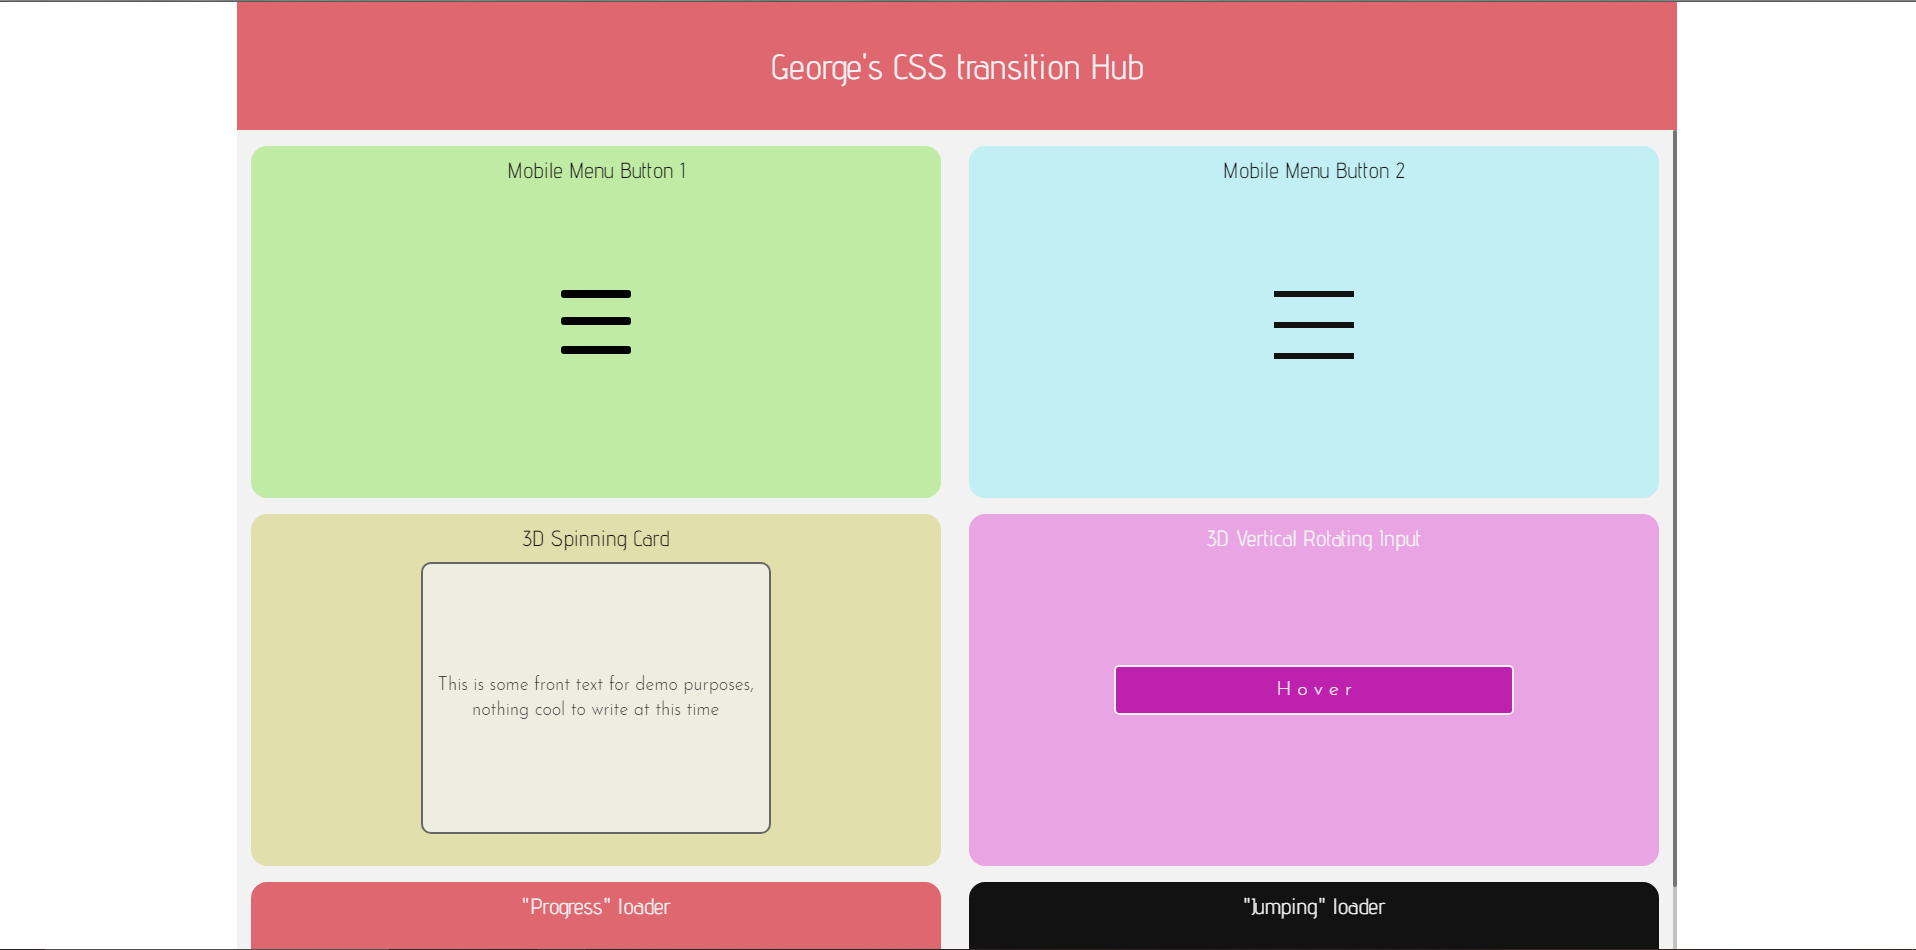 George's CSS transition Hub
Mobile Menu Button 1
Mobile Menu Button 2
3D Spinning Card
This is some front text for demo purposes,
nothing cool to write at this time
3D Vertical Rotating Input
Hover
"Progress" loader
"Jumping" loader